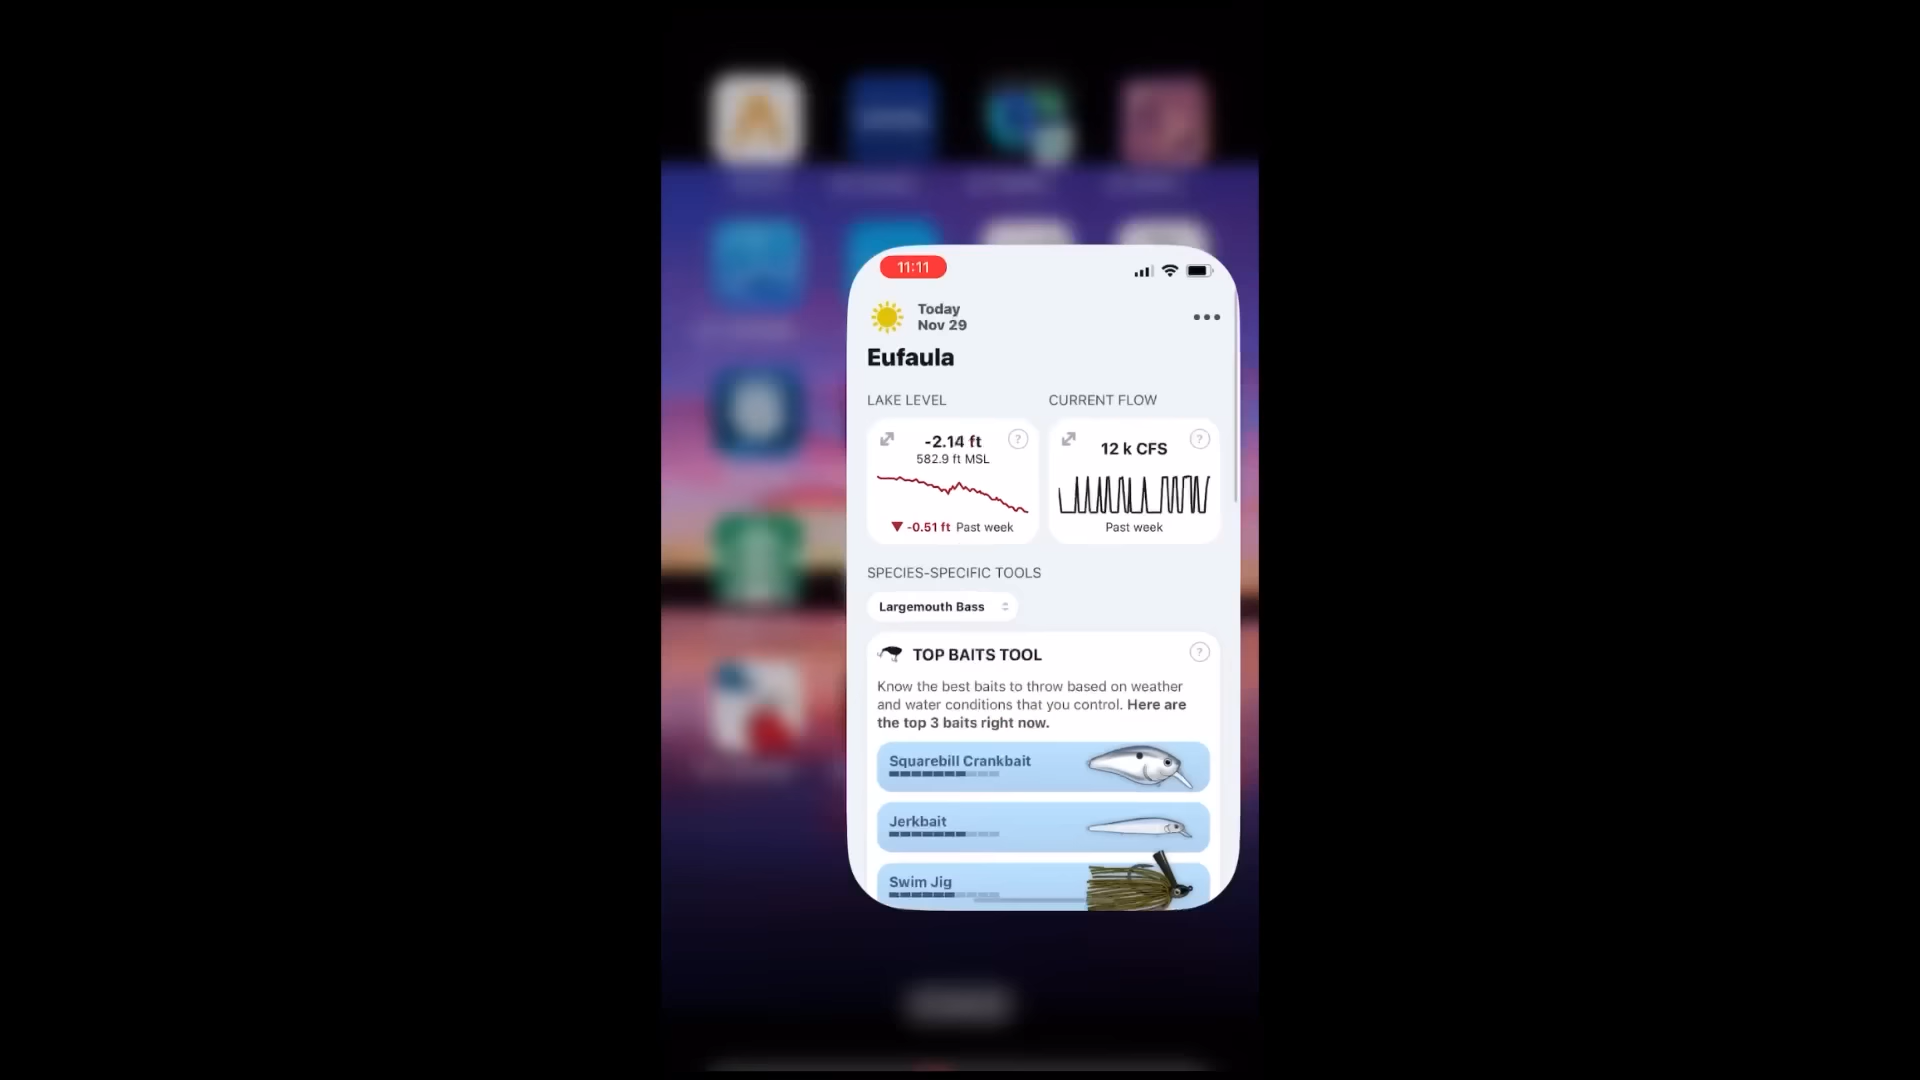 11:11
Today
Nov 29
Eufaula
LAKE LEVEL
CURRENT FLOW
-2.14 ft
?
582.9 ft MSL
▼ -0.51 ft Past week
12 k CFS
?
Past week
SPECIES-SPECIFIC TOOLS
Largemouth Bass
TOP BAITS TOOL
?
Know the best baits to throw based on weather
and water conditions that you control. Here are
the top 3 baits right now.
Squarebill Crankbait
Jerkbait
Swim Jig